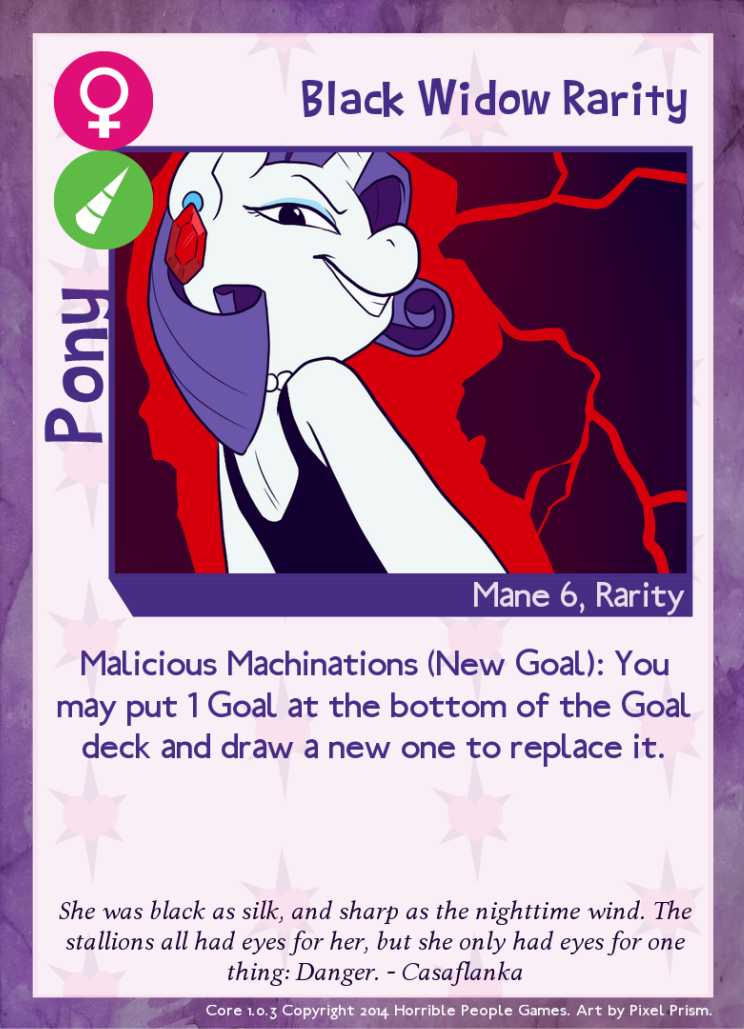 Black Widow Rarity
Pony
Mane 6, Rarity
Malicious Machinations (New Goal): You
may put 1 Goal at the bottom of the Goal
deck and draw a new one to replace it.
She was black as silk, and sharp as the nighttime wind. The
stallions all had eyes for her, but she only had eyes for one
thing: Danger. - Casaflanka
Core 1.0.3 Copyright 2014 Horrible People Games. Art by Pixel Prism.